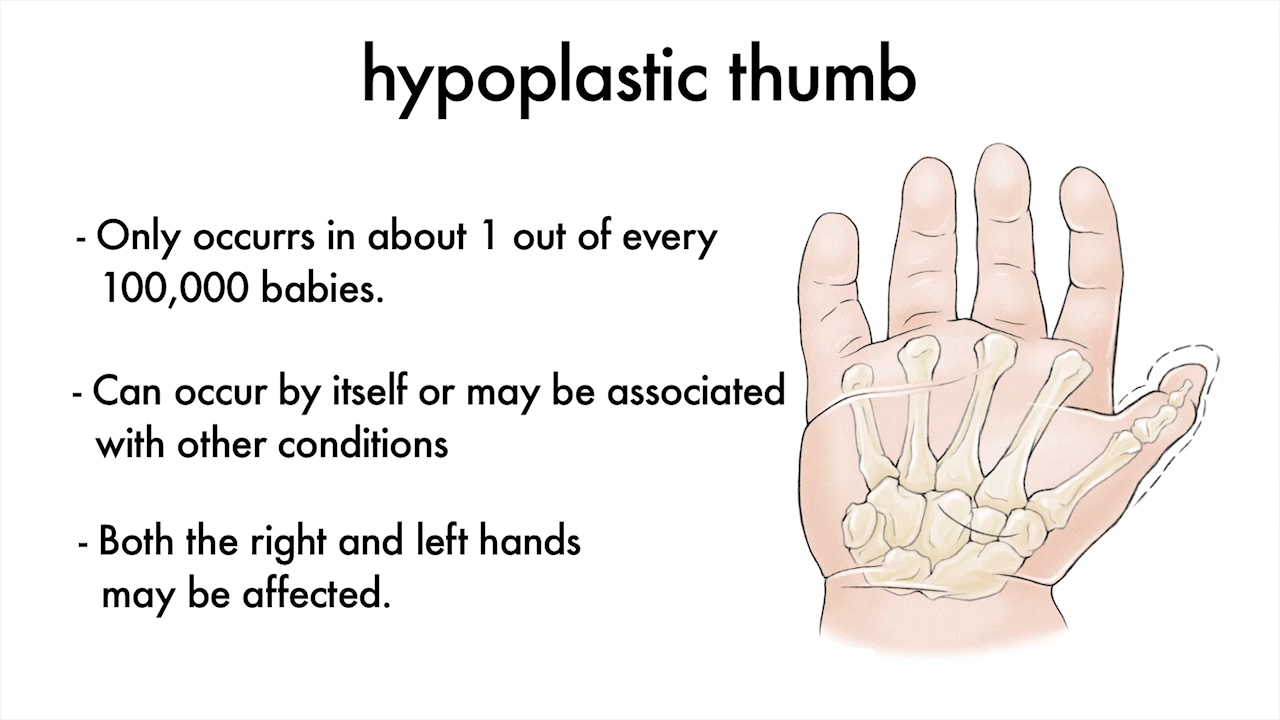 hypoplastic thumb
- Only occurrs in about 1 out of every
100,000 babies.
- Can occur by itself or may be associated
with other conditions
- Both the right and left hands
may be affected.